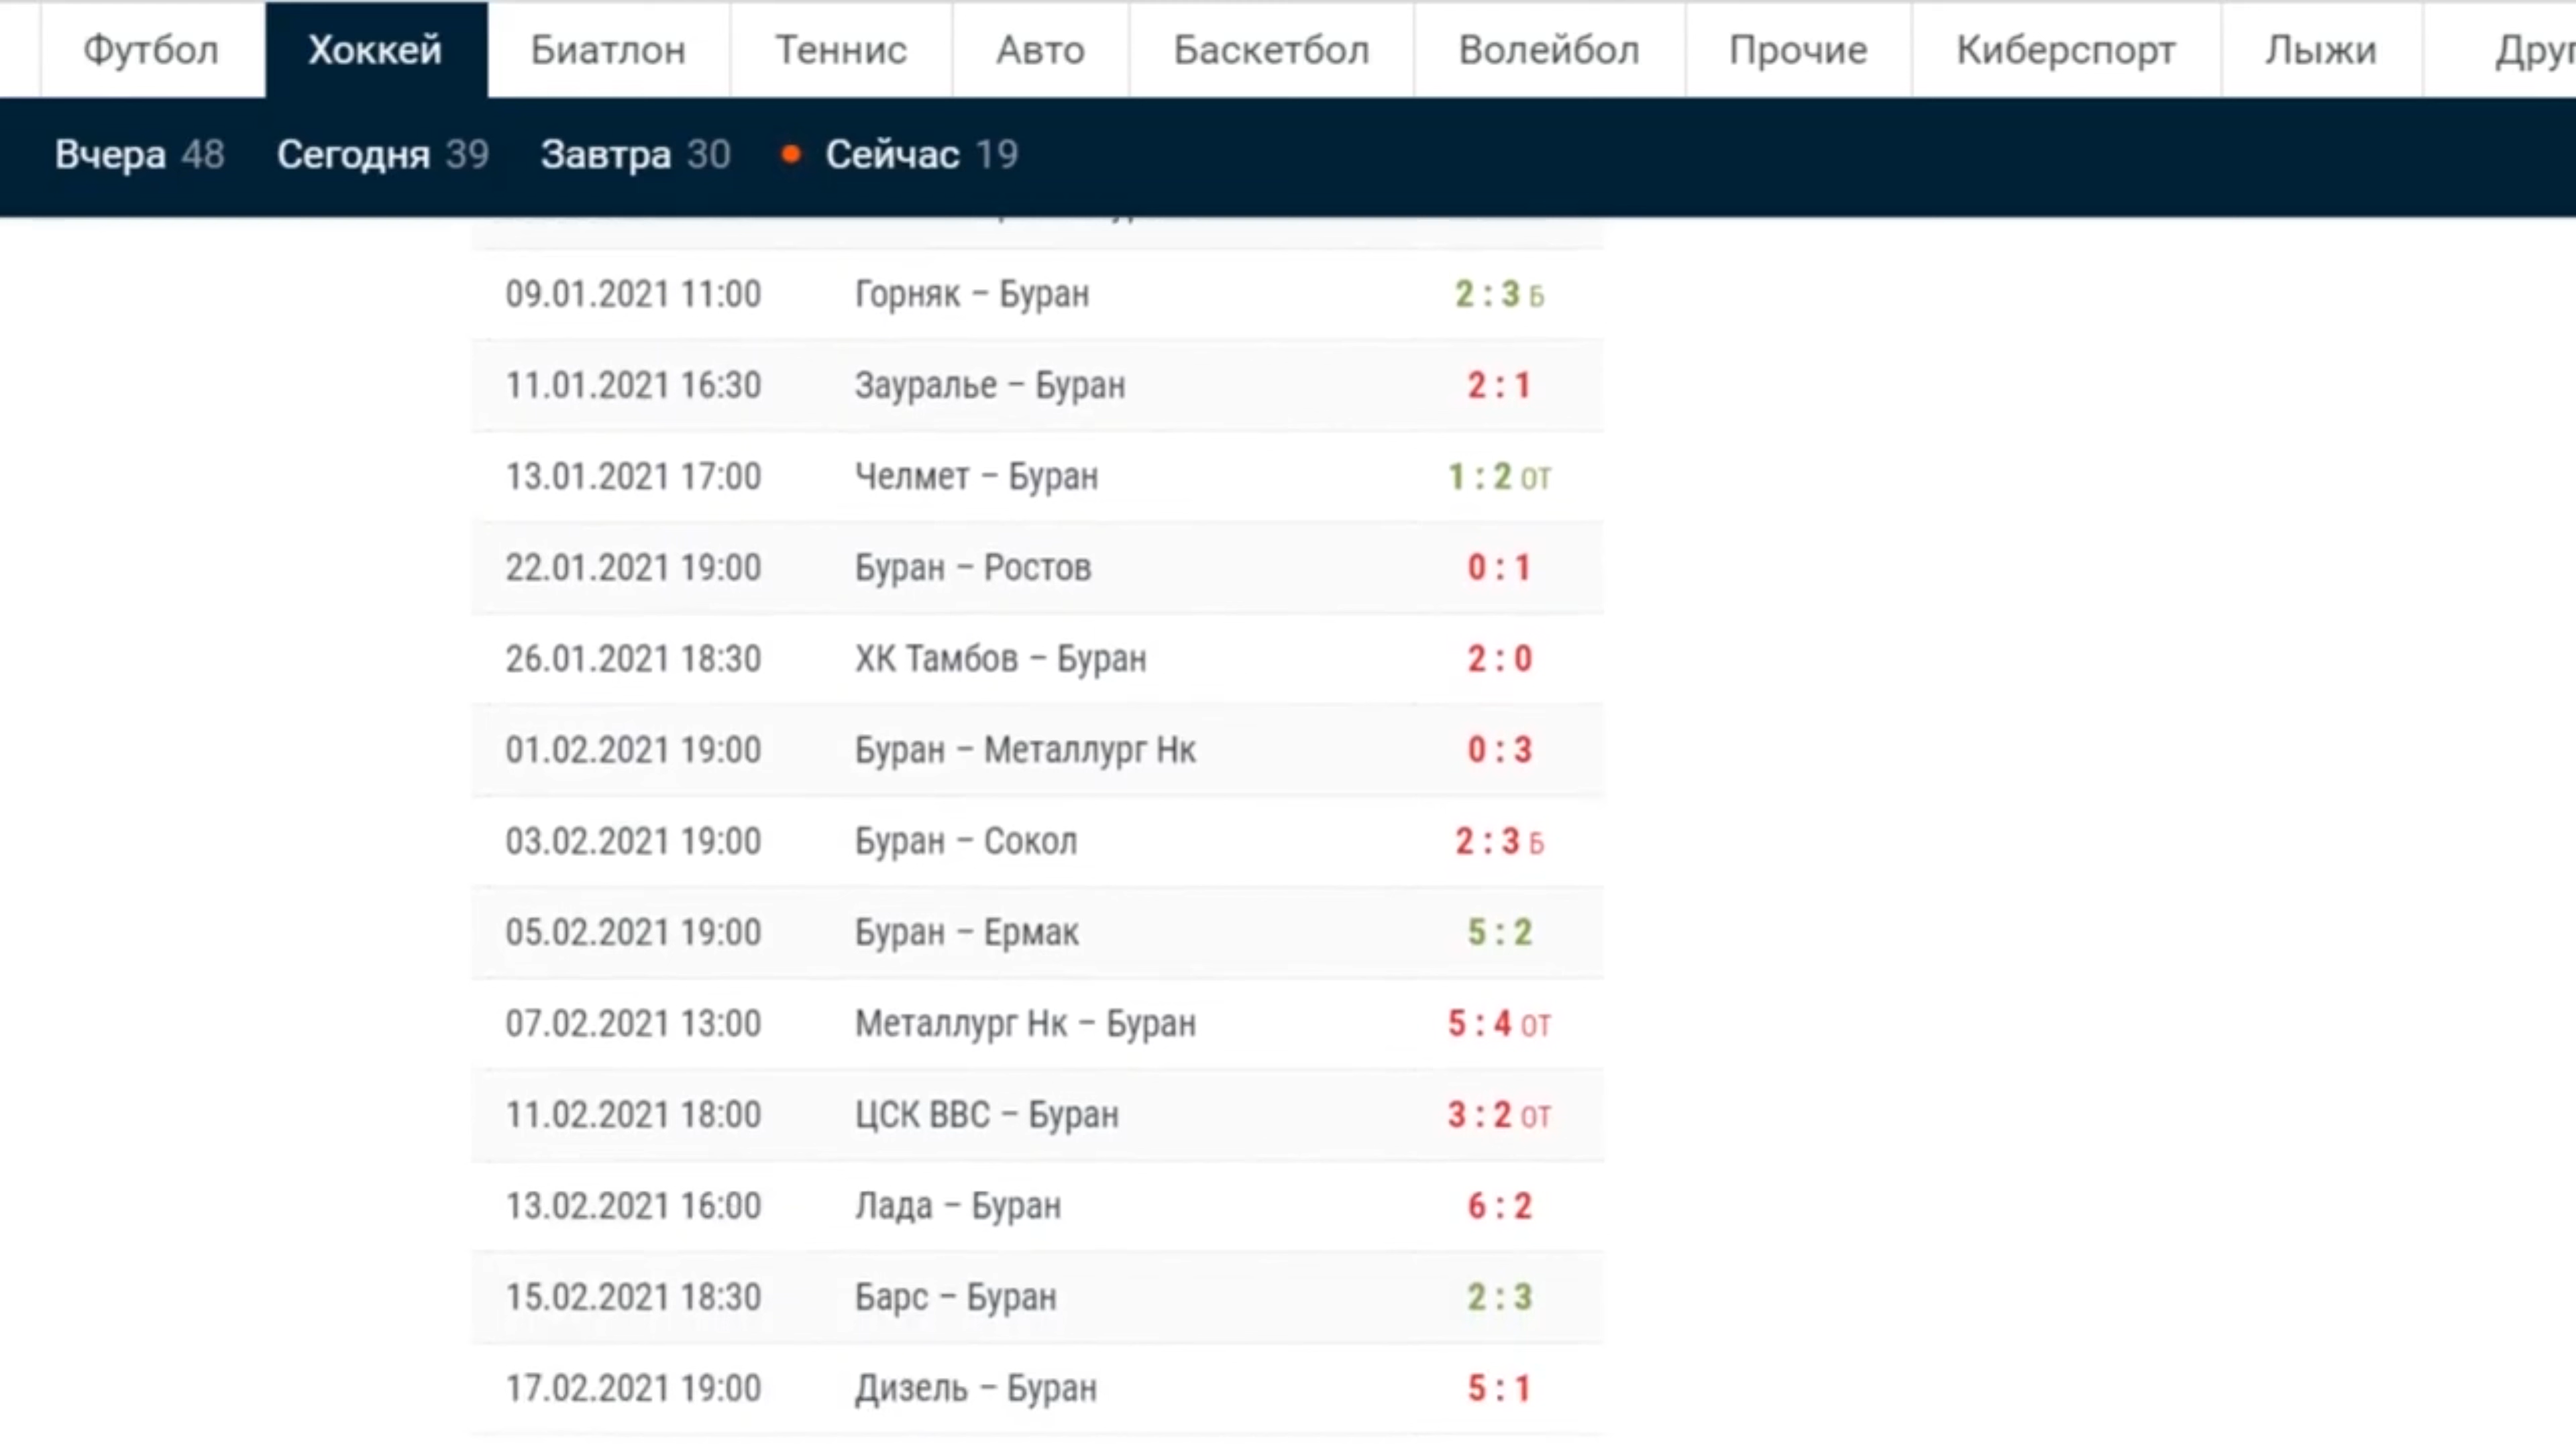 Футбол Хоккей Биатлон Теннис Авто Баскетбол Волейбол Прочие Киберспорт Лыжи
Вчера 48 Сегодня 39 Завтра 30 Сейчас 19
09.01.2021 11:00 Горняк – Буран 2 : 3 Б
11.01.2021 16:30 Зауралье – Буран 2 : 1
13.01.2021 17:00 Челмет – Буран 1 : 2 ОТ
22.01.2021 19:00 Буран – Ростов 0 : 1
26.01.2021 18:30 ХК Тамбов – Буран 2 : 0
01.02.2021 19:00 Буран – Металлург Нк 0 : 3
03.02.2021 19:00 Буран – Сокол 2 : 3 Б
05.02.2021 19:00 Буран – Ермак 5 : 2
07.02.2021 13:00 Металлург Нк – Буран 5 : 4 ОТ
11.02.2021 18:00 ЦСК ВВС – Буран 3 : 2 ОТ
13.02.2021 16:00 Лада – Буран 6 : 2
15.02.2021 18:30 Барс – Буран 2 : 3
17.02.2021 19:00 Дизель – Буран 5 : 1